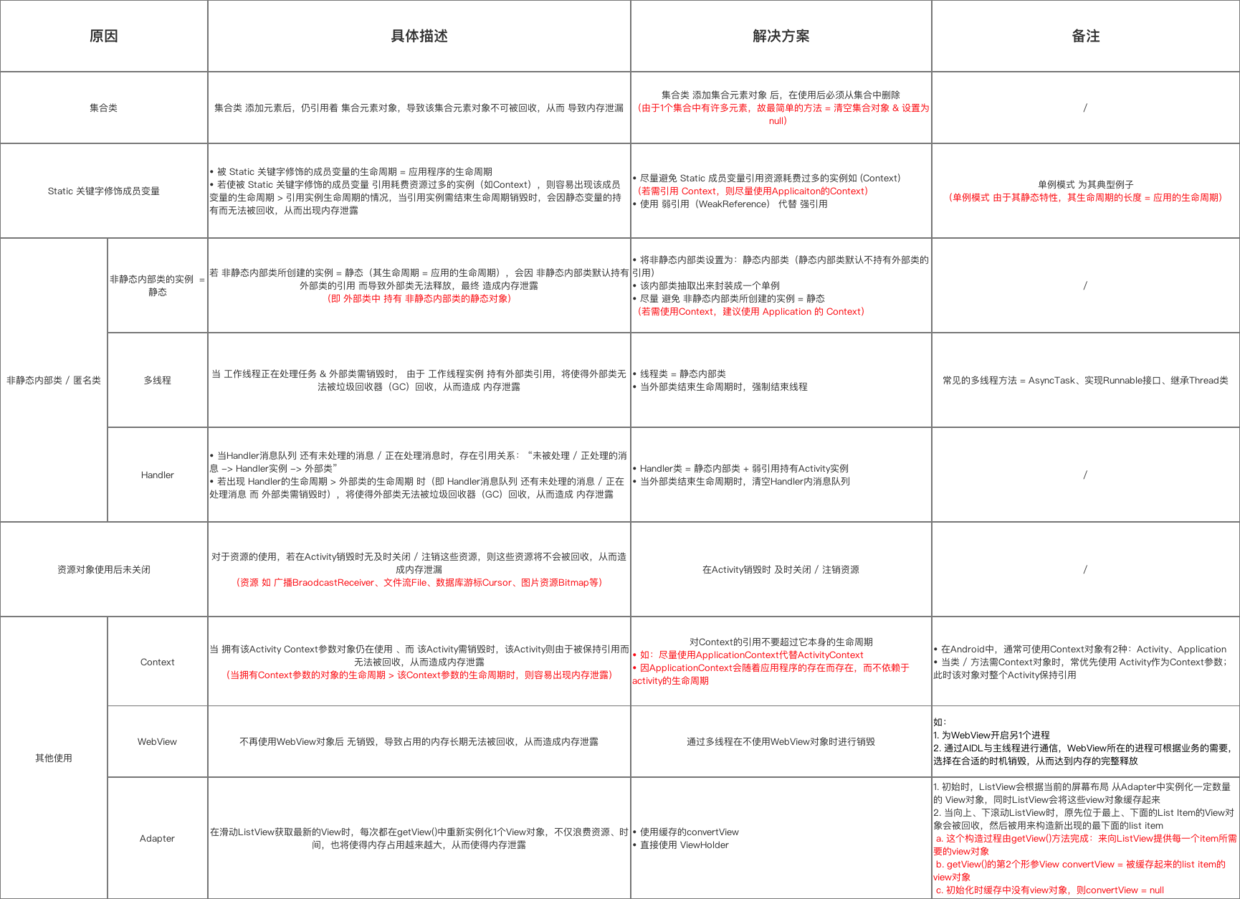 原因
具体描述
解决方案
备注
集合类
集合类 添加元素后，仍引用着 集合元素对象，导致该集合元素对象不可被回收，从而 导致内存泄漏
集合类 添加集合元素对象 后，在使用后必须从集合中删除
（由于1个集合中有许多元素，故最简单的方法 = 清空集合对象 & 设置为
null）
/
Static 关键字修饰成员变量
• 被 Static 关键字修饰的成员变量的生命周期 = 应用程序的生命周期
• 若使被 Static 关键字修饰的成员变量 引用耗费资源过多的实例（如Context），则容易出现该成员
变量的生命周期 > 引用实例生命周期的情况，当引用实例需结束生命周期销毁时，会因静态变量的持
有而无法被回收，从而出现内存泄露
• 尽量避免 Static 成员变量引用资源耗费过多的实例如 (Context)
（若需引用 Context，则尽量使用Applicaiton的Context）
• 使用 弱引用（WeakReference） 代替 强引用
单例模式 为其典型例子
（单例模式 由于其静态特性，其生命周期的长度 = 应用的生命周期）
非静态内部类 / 匿名类
非静态内部类的实例 =
静态
若 非静态内部类所创建的实例 = 静态（其生命周期 = 应用的生命周期），会因 非静态内部类默认持有
外部类的引用 而导致外部类无法释放，最终 造成内存泄露
（即 外部类中 持有 非静态内部类的静态对象）
• 将非静态内部类设置为：静态内部类（静态内部类默认不持有外部类的
引用）
• 该内部类抽取出来封装成一个单例
• 尽量 避免 非静态内部类所创建的实例 = 静态
（若需使用Context，建议使用 Application 的 Context）
/
多线程
当 工作线程正在处理任务 & 外部类需销毁时， 由于 工作线程实例 持有外部类引用，将使得外部类无
法被垃圾回收器（GC）回收，从而造成 内存泄露
• 线程类 = 静态内部类
• 当外部类结束生命周期时，强制结束线程
常见的多线程方法 = AsyncTask、实现Runnable接口、继承Thread类
Handler
• 当Handler消息队列 还有未处理的消息 / 正在处理消息时，存在引用关系：“未被处理 / 正处理的消
息 -> Handler实例 -> 外部类”
• 若出现 Handler的生命周期 > 外部类的生命周期 时（即 Handler消息队列 还有未处理的消息 / 正在
处理消息 而 外部类需销毁时），将使得外部类无法被垃圾回收器（GC）回收，从而造成 内存泄露
• Handler类 = 静态内部类 + 弱引用持有Activity实例
• 当外部类结束生命周期时，清空Handler内消息队列
/
资源对象使用后未关闭
对于资源的使用，若在Activity销毁时无及时关闭 / 注销这些资源，则这些资源将不会被回收，从而造
成内存泄漏
（资源 如 广播BraodcastReceiver、文件流File、数据库游标Cursor、图片资源Bitmap等）
在Activity销毁时 及时关闭 / 注销资源
/
其他使用
Context
当 拥有该Activity Context参数对象仍在使用 、而 该Activity需销毁时，该Activity则由于被保持引用而
无法被回收，从而造成内存泄露
（当拥有Context参数的对象的生命周期 > 该Context参数的生命周期时，则容易出现内存泄露）
对Context的引用不要超过它本身的生命周期
• 如：尽量使用ApplicationContext代替ActivityContext
• 因ApplicationContext会随着应用程序的存在而存在，而不依赖于
activity的生命周期
• 在Android中，通常可使用Context对象有2种：Activity、Application
• 当类 / 方法需Context对象时，常优先使用 Activity作为Context参数；
此时该对象对整个Activity保持引用
WebView
不再使用WebView对象后 无销毁，导致占用的内存长期无法被回收，从而造成内存泄露
通过多线程在不使用WebView对象时进行销毁
如：
1. 为WebView开启另1个进程
2. 通过AIDL与主线程进行通信，WebView所在的进程可根据业务的需要，
选择在合适的时机销毁，从而达到内存的完整释放
Adapter
在滑动ListView获取最新的View时，每次都在getView()中重新实例化1个View对象，不仅浪费资源、时
间，也将使得内存占用越来越大，从而使得内存泄露
• 使用缓存的convertView
• 直接使用 ViewHolder
1. 初始时，ListView会根据当前的屏幕布局 从Adapter中实例化一定数量
的 View对象，同时ListView会将这些view对象缓存起来
2. 当向上、下滚动ListView时，原先位于最上、下面的List Item的View对
象会被回收，然后被用来构造新出现的最下面的list item
a. 这个构造过程由getView()方法完成：来向ListView提供每一个item所需
要的view对象
b. getView()的第2个形参View convertView = 被缓存起来的list item的
view对象
c. 初始化时缓存中没有view对象，则convertView = null